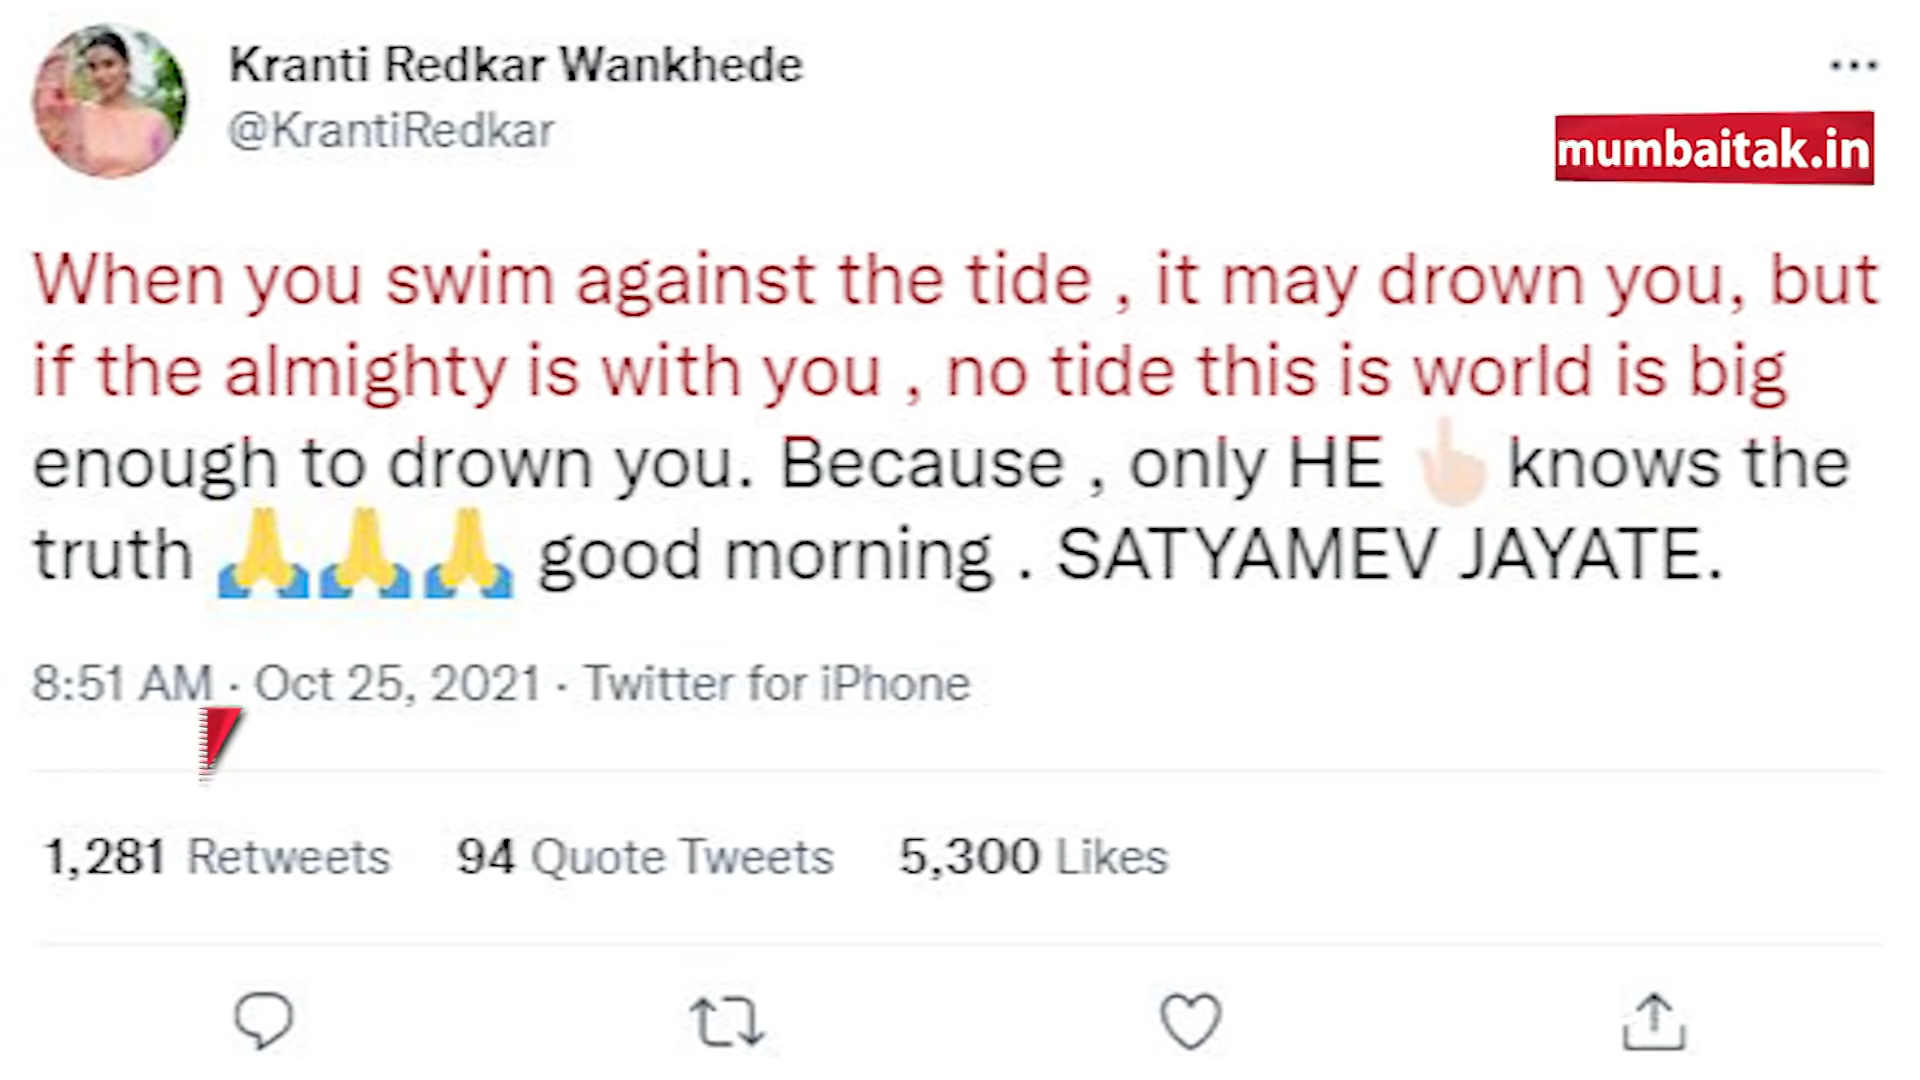 Kranti Redkar Wankhede
@KrantiRedkar
mumbaitak.in
When you swim against the tide , it may drown you, but
if the almighty is with you , no tide this is world is big
enough to drown you. Because , only HE 👆🏻 knows the
truth 🙏🙏🙏 good morning . SATYAMEV JAYATE.
8:51 AM · Oct 25, 2021 · Twitter for iPhone
1,281 Retweets 94 Quote Tweets 5,300 Likes